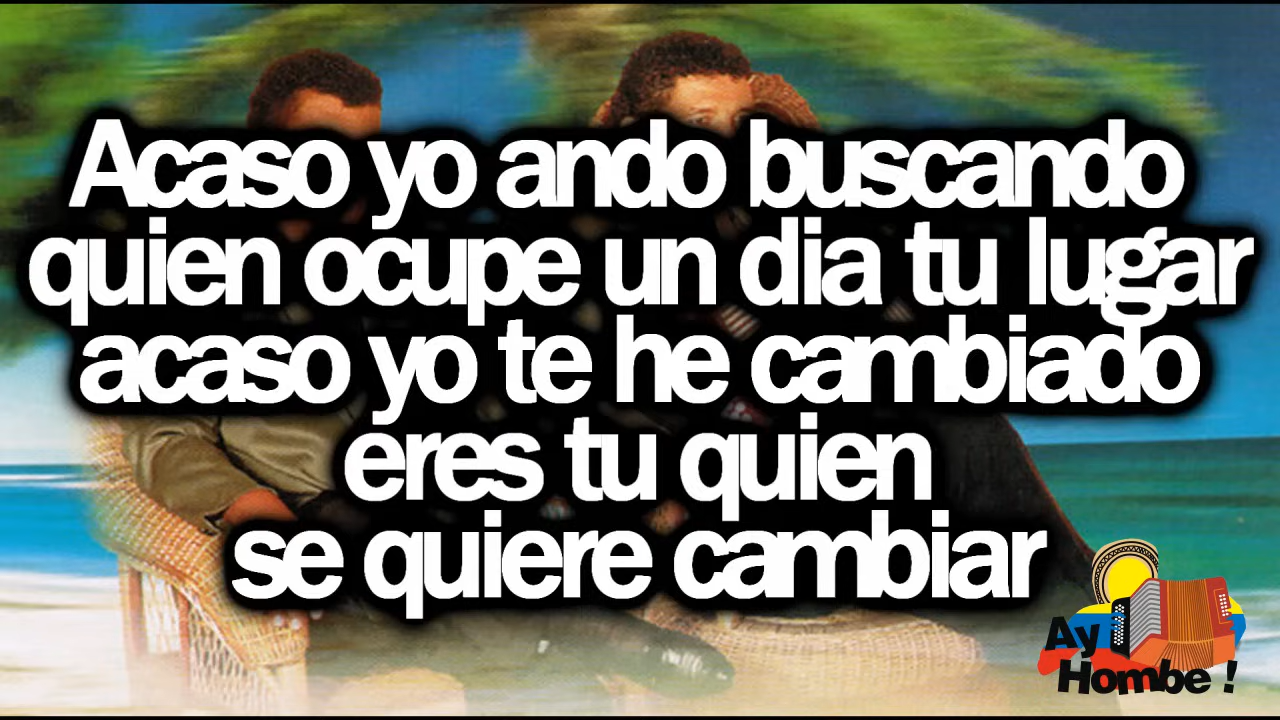 Acaso yo ando buscando
quien ocupe un dia tu lugar
acaso yo te he cambiado
eres tu quien
se quiere cambiar
Ay
Hombe !